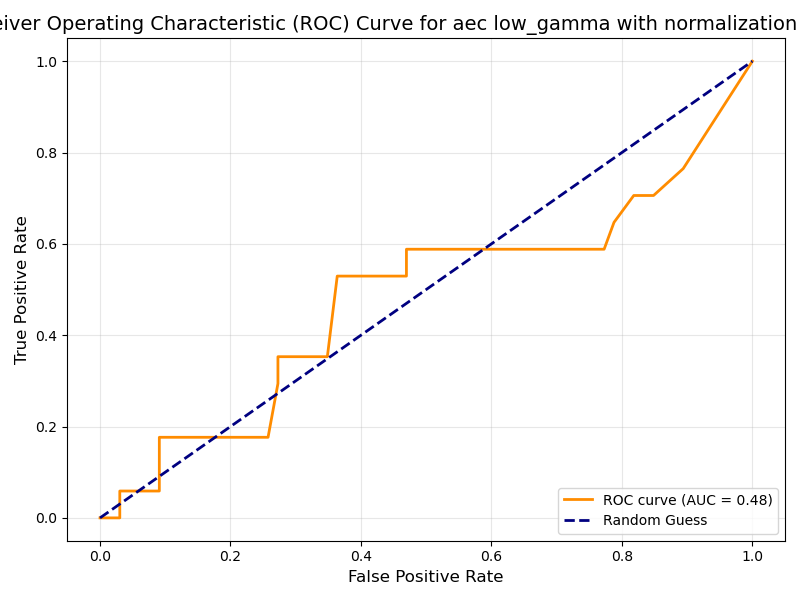 Operating Characteristic (ROC) Curve for aec low_gamma with normalization
1.0
0.8
0.6
0.4
0.2
0.0
True Positive Rate
0.0 0.2 0.4 0.6 0.8 1.0
False Positive Rate
ROC curve (AUC = 0.48)
Random Guess